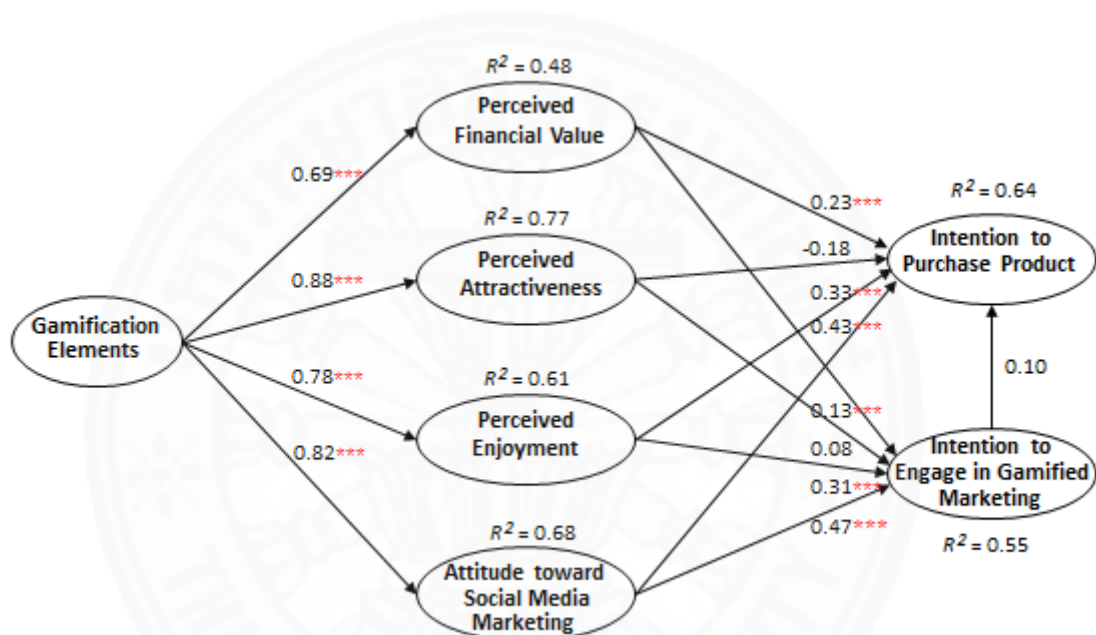 R² = 0.48
Perceived
Financial Value
0.69***
0.23***
R² = 0.64
R² = 0.77
-0.18
Intention to
Purchase Product
Perceived
Attractiveness
0.88***
0.33***
Gamification
Elements
0.43***
0.78***
R² = 0.61
0.10
Perceived
Enjoyment
0.13***
0.82***
0.08
Intention to
Engage in Gamified
Marketing
0.31***
0.47***
R² = 0.68
R² = 0.55
Attitude toward
Social Media
Marketing